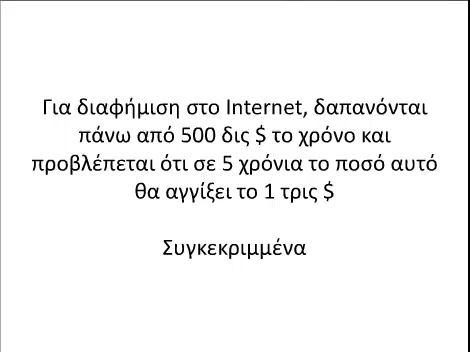 Για διαφήμιση στο Internet, δαπανόνται
πάνω από 500 δις $ το χρόνο και
προβλέπεται ότι σε 5 χρόνια το ποσό αυτό
θα αγγίξει το 1 τρις $
Συγκεκριμμένα